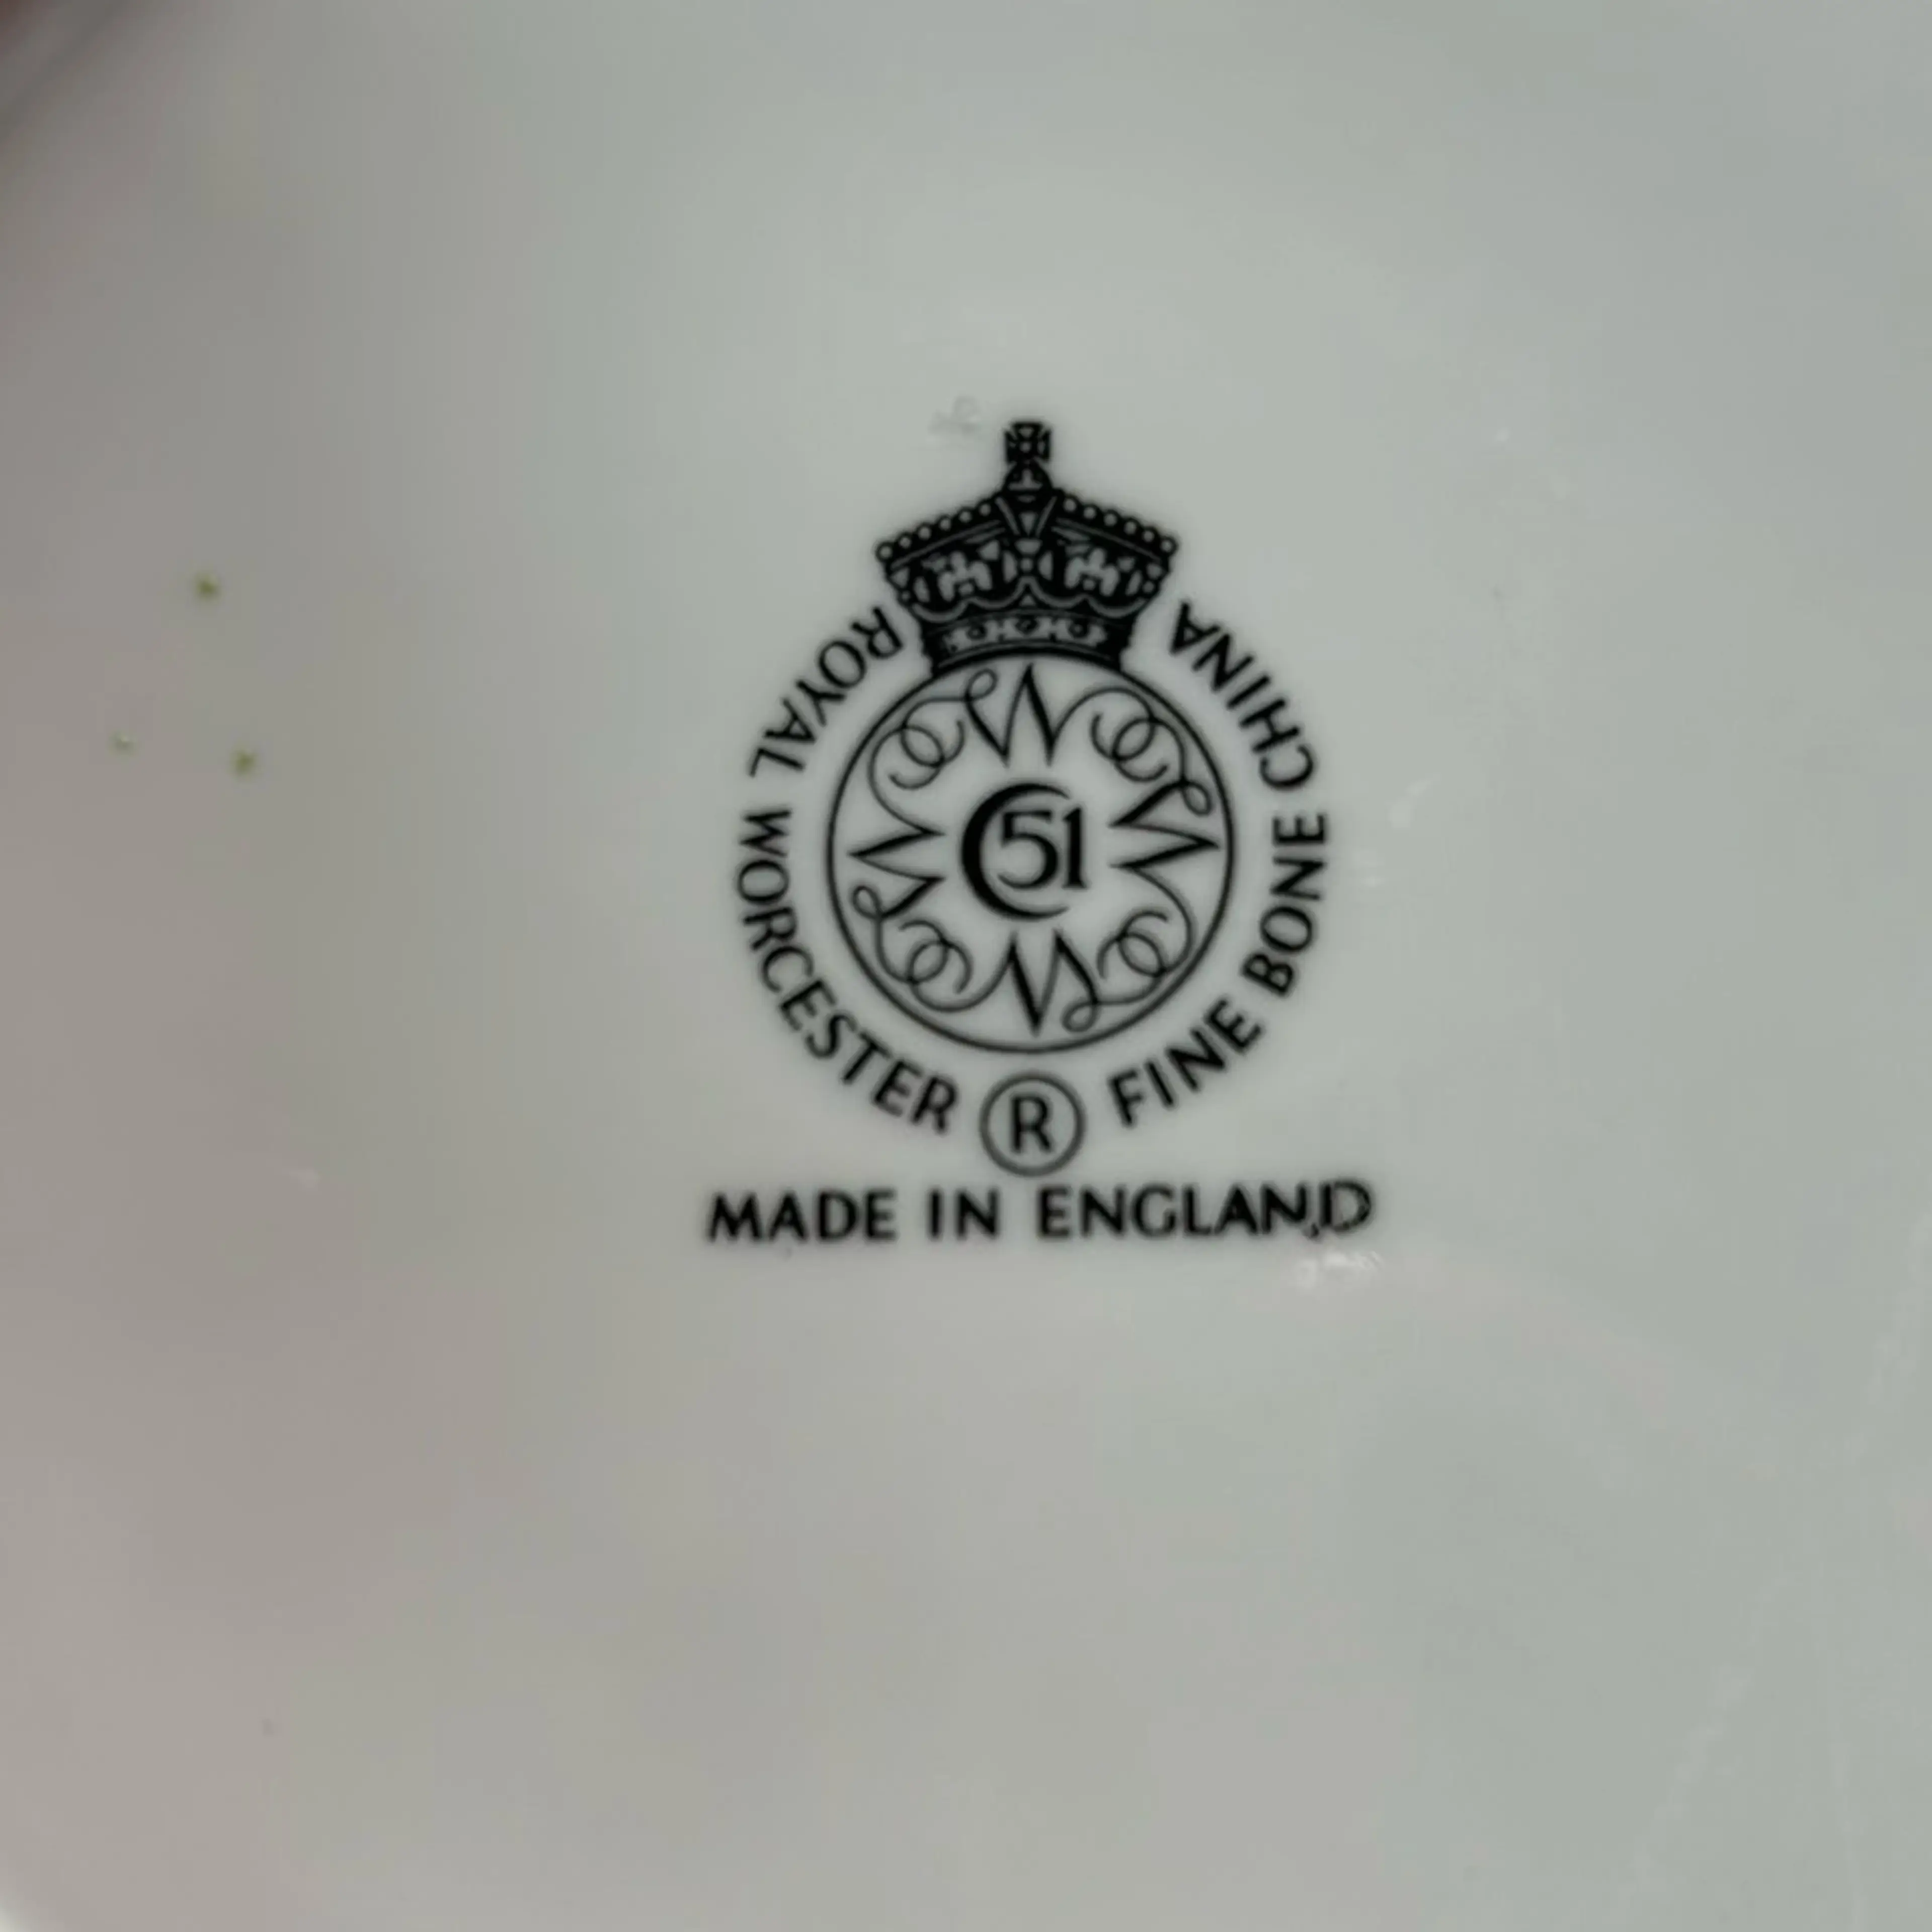 ROYAL WORCESTER ® FINE BONE CHINA
51
MADE IN ENGLAND